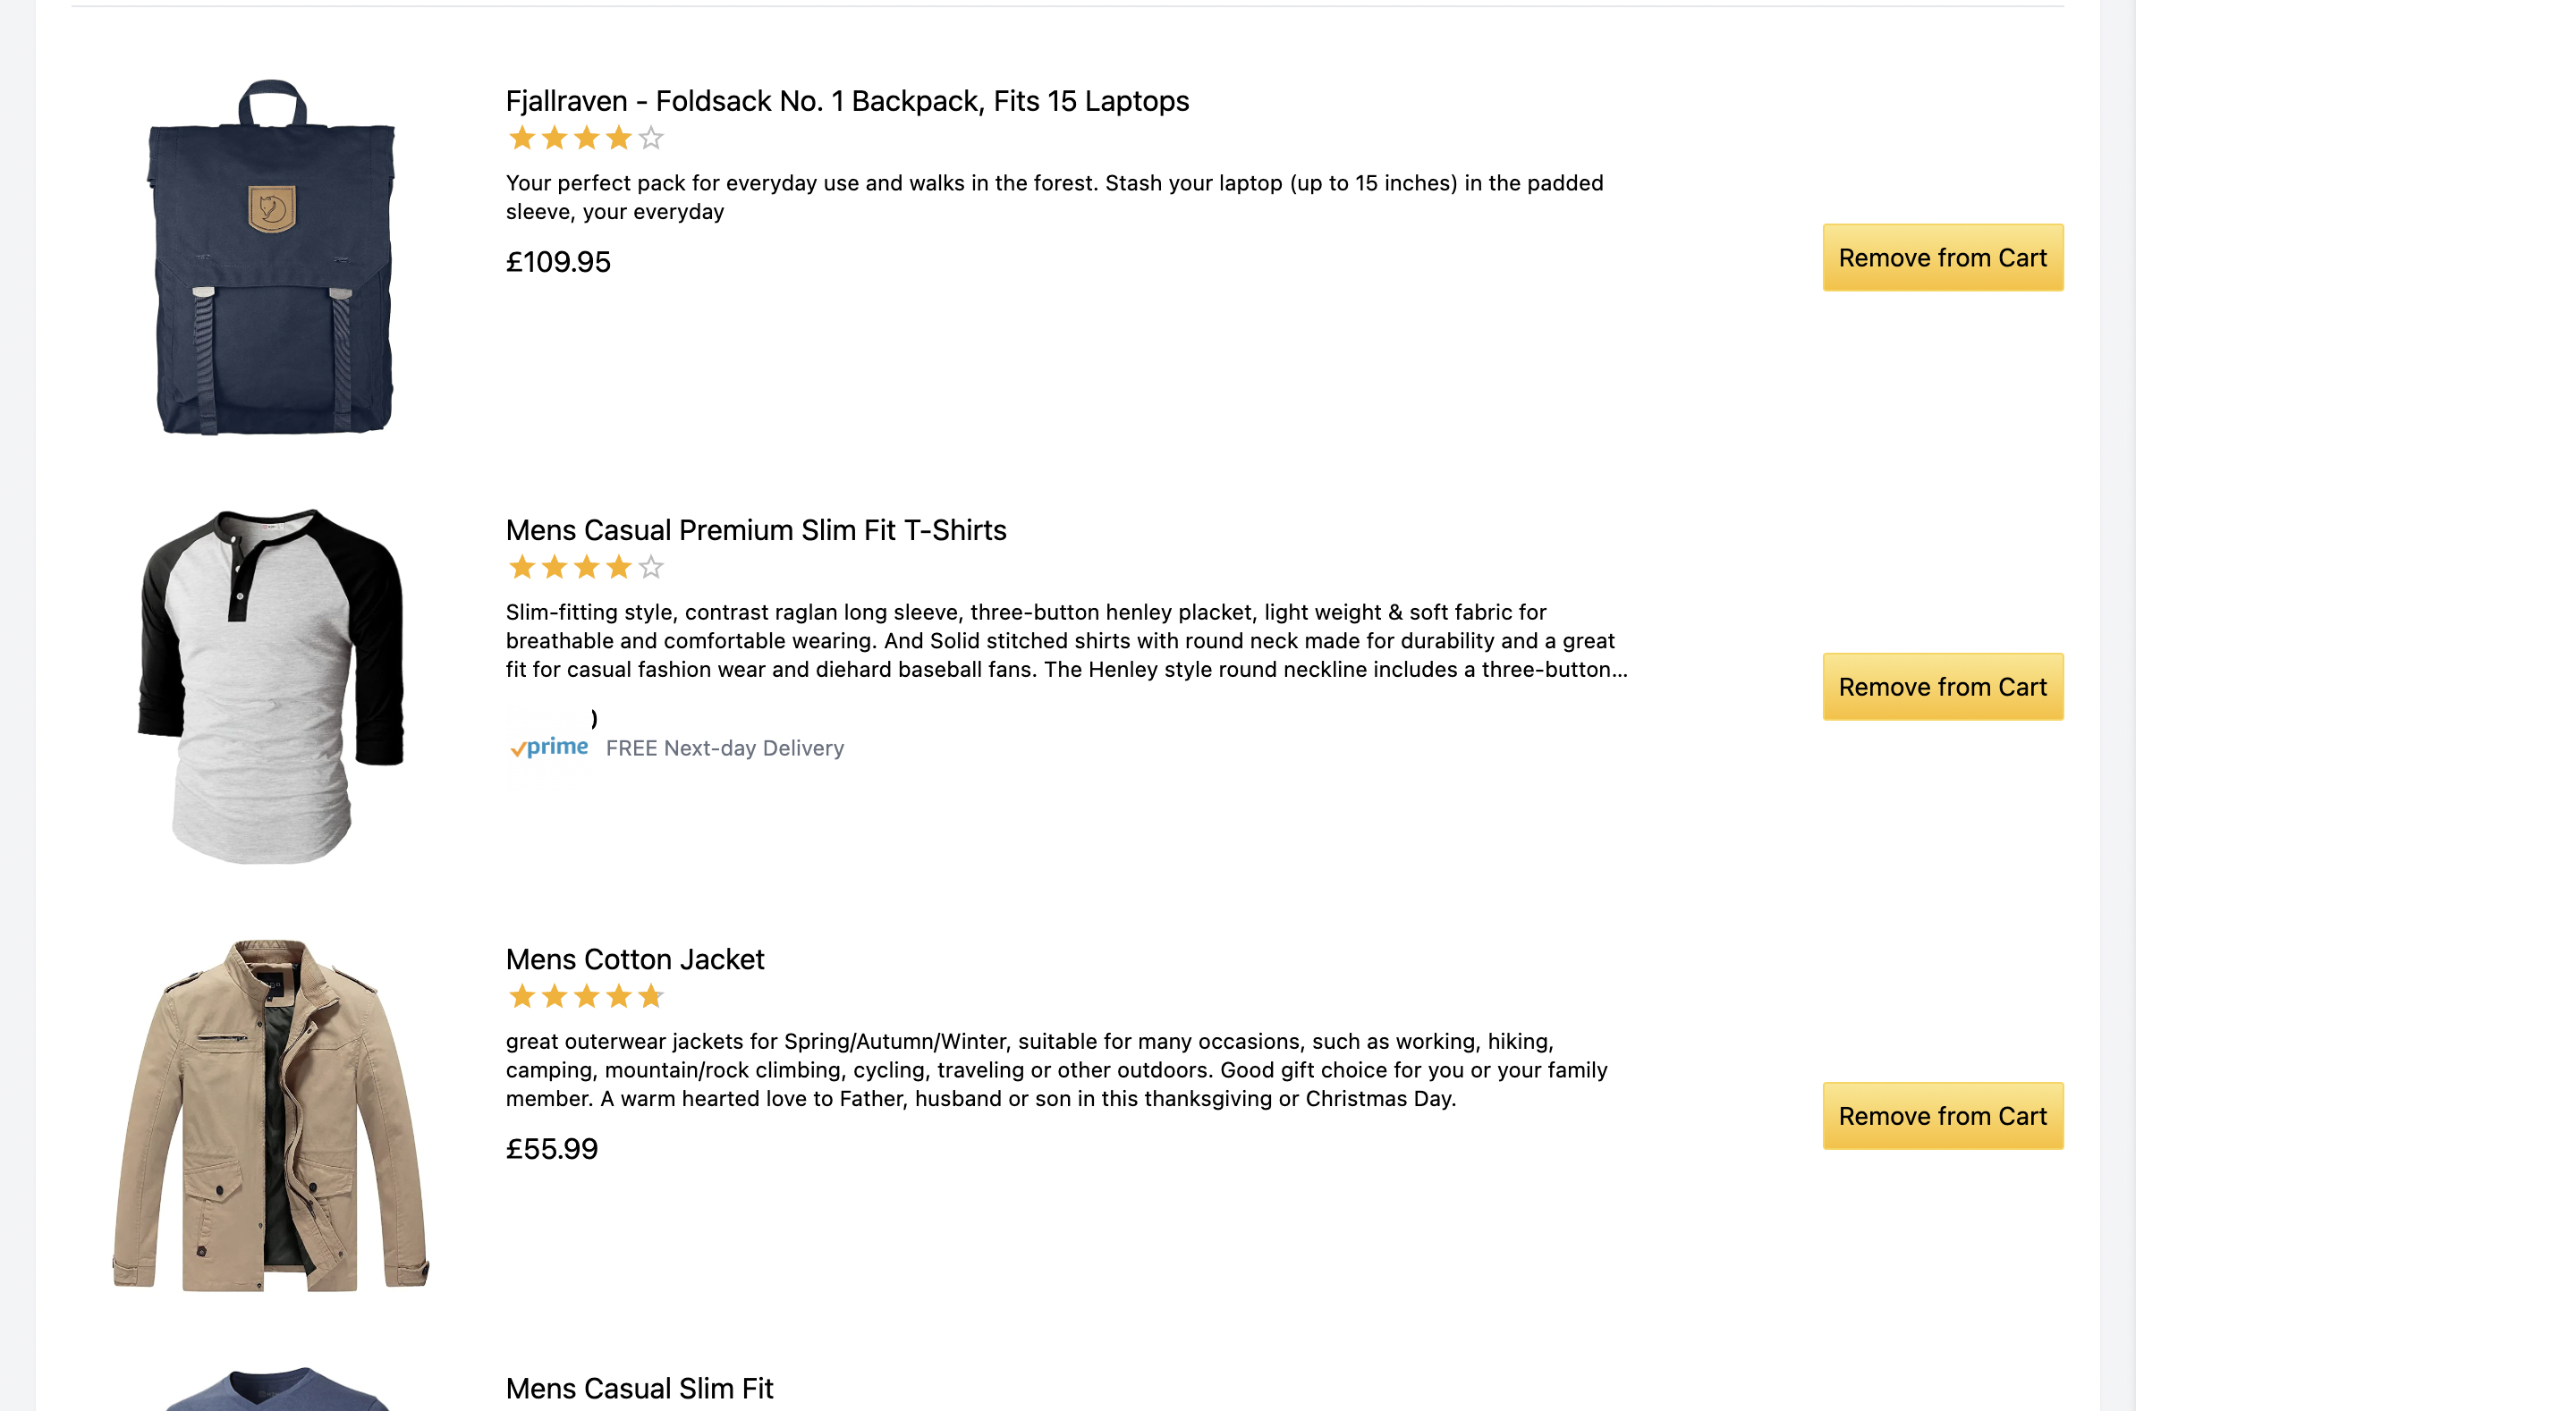 Fjallraven - Foldsack No. 1 Backpack, Fits 15 Laptops
Your perfect pack for everyday use and walks in the forest. Stash your laptop (up to 15 inches) in the padded
sleeve, your everyday
£109.95
Remove from Cart
Mens Casual Premium Slim Fit T-Shirts
Slim-fitting style, contrast raglan long sleeve, three-button henley placket, light weight & soft fabric for
breathable and comfortable wearing. And Solid stitched shirts with round neck made for durability and a great
fit for casual fashion wear and diehard baseball fans. The Henley style round neckline includes a three-button...
prime FREE Next-day Delivery
Remove from Cart
Mens Cotton Jacket
great outerwear jackets for Spring/Autumn/Winter, suitable for many occasions, such as working, hiking,
camping, mountain/rock climbing, cycling, traveling or other outdoors. Good gift choice for you or your family
member. A warm hearted love to Father, husband or son in this thanksgiving or Christmas Day.
£55.99
Remove from Cart
Mens Casual Slim Fit